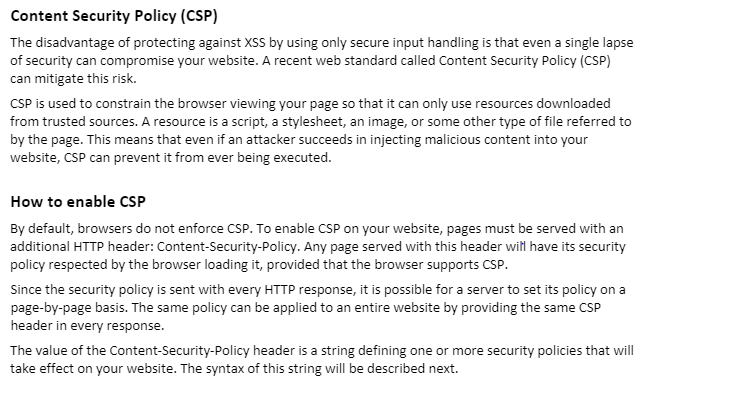 Content Security Policy (CSP)
The disadvantage of protecting against XSS by using only secure input handling is that even a single lapse
of security can compromise your website. A recent web standard called Content Security Policy (CSP)
can mitigate this risk.
CSP is used to constrain the browser viewing your page so that it can only use resources downloaded
from trusted sources. A resource is a script, a stylesheet, an image, or some other type of file referred to
by the page. This means that even if an attacker succeeds in injecting malicious content into your
website, CSP can prevent it from ever being executed.
How to enable CSP
By default, browsers do not enforce CSP. To enable CSP on your website, pages must be served with an
additional HTTP header: Content-Security-Policy. Any page served with this header will have its security
policy respected by the browser loading it, provided that the browser supports CSP.
Since the security policy is sent with every HTTP response, it is possible for a server to set its policy on a
page-by-page basis. The same policy can be applied to an entire website by providing the same CSP
header in every response.
The value of the Content-Security-Policy header is a string defining one or more security policies that will
take effect on your website. The syntax of this string will be described next.